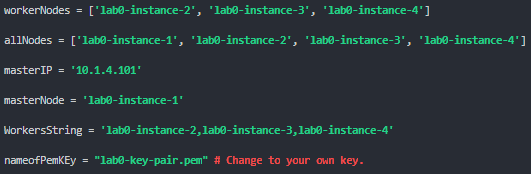 workerNodes = ['lab0-instance-2', 'lab0-instance-3', 'lab0-instance-4']
allNodes = ['lab0-instance-1', 'lab0-instance-2', 'lab0-instance-3', 'lab0-instance-4']
masterIP = '10.1.4.101'
masterNode = 'lab0-instance-1'
WorkersString = 'lab0-instance-2,lab0-instance-3,lab0-instance-4'
nameofPemKEy = "lab0-key-pair.pem" # Change to your own key.